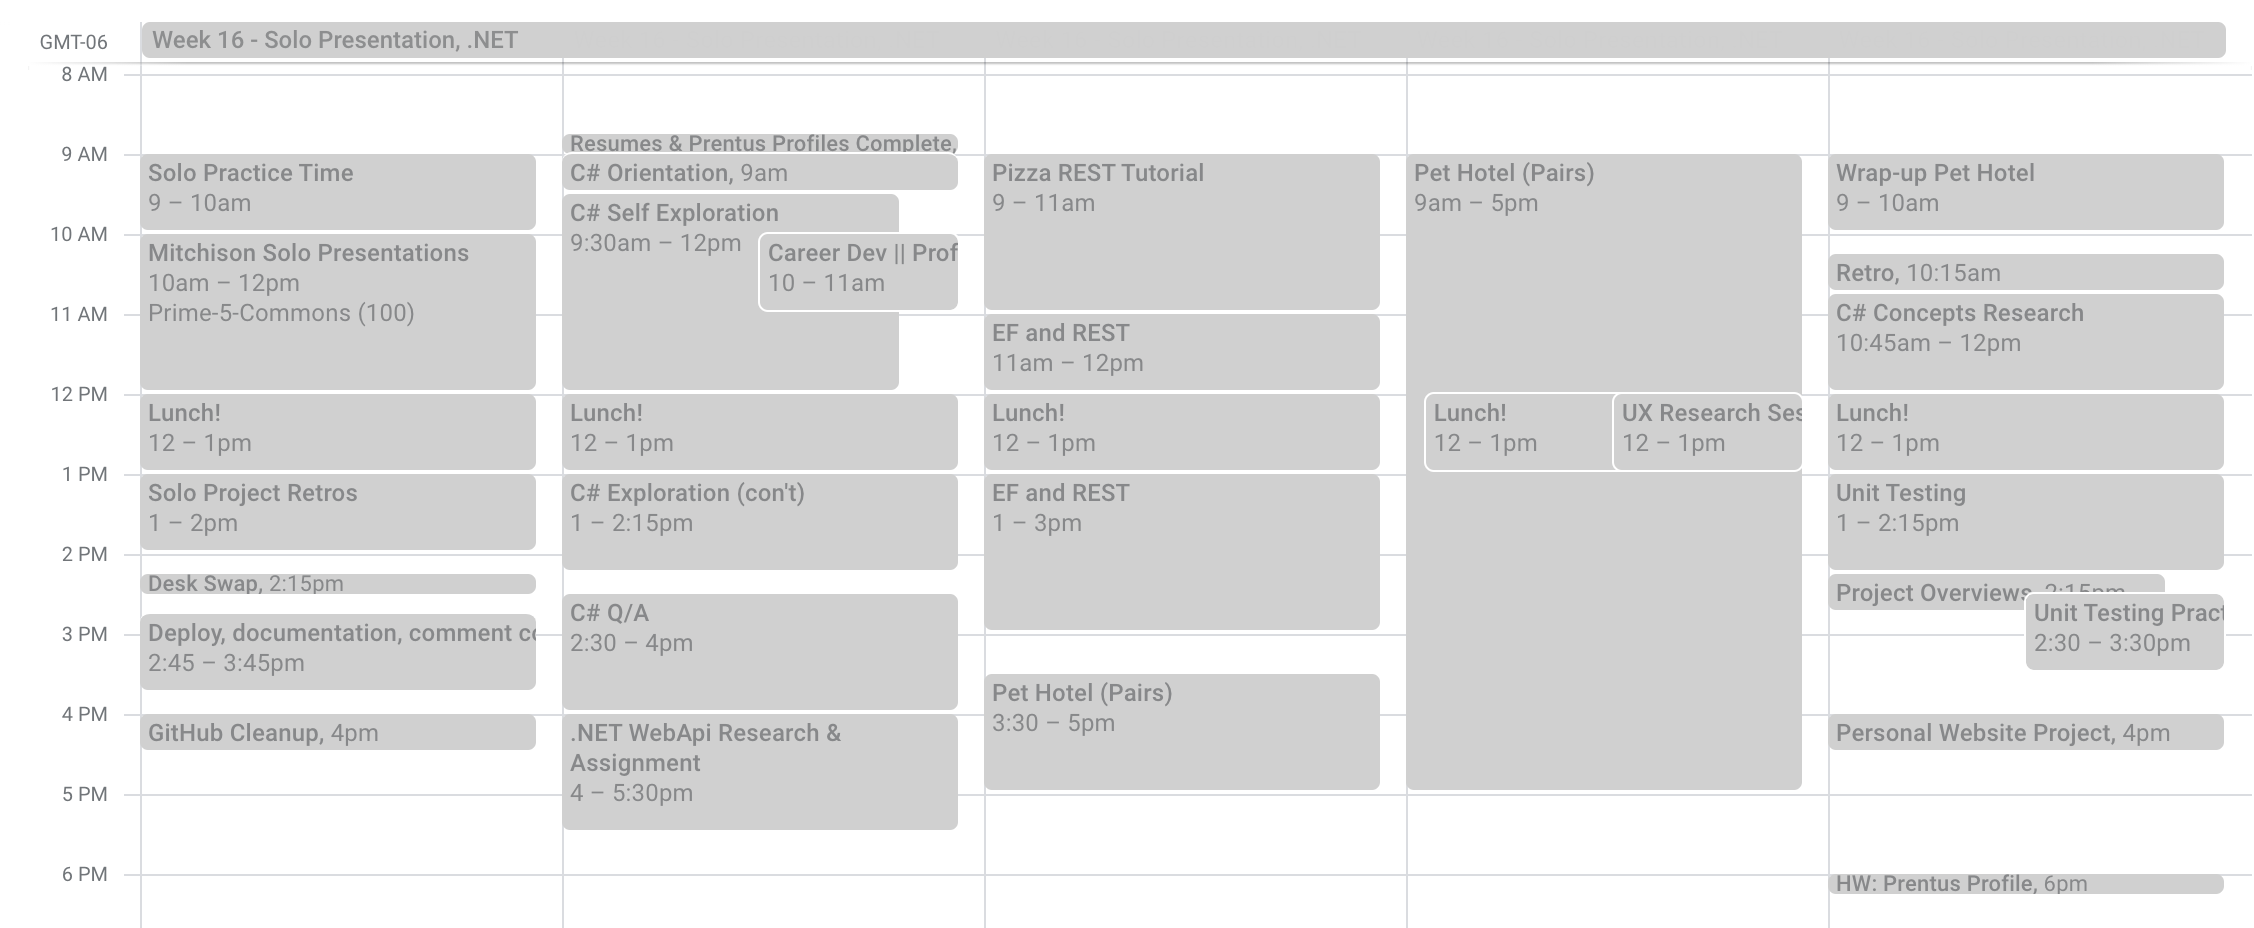 GMT-06
Week 16 - Solo Presentation, .NET
8 AM
9 AM
10 AM
11 AM
12 PM
1 PM
2 PM
3 PM
4 PM
5 PM
6 PM
Solo Practice Time
9 – 10am
Mitchison Solo Presentations
10am – 12pm
Prime-5-Commons (100)
Lunch!
12 – 1pm
Solo Project Retros
1 – 2pm
Desk Swap, 2:15pm
Deploy, documentation, comment co
2:45 – 3:45pm
GitHub Cleanup, 4pm
Resumes & Prentus Profiles Complete,
C# Orientation, 9am
C# Self Exploration
9:30am – 12pm
Career Dev || Prof
10 – 11am
Lunch!
12 – 1pm
C# Exploration (con't)
1 – 2:15pm
C# Q/A
2:30 – 4pm
.NET WebApi Research &
Assignment
4 – 5:30pm
Pizza REST Tutorial
9 – 11am
EF and REST
11am – 12pm
Lunch!
12 – 1pm
EF and REST
1 – 3pm
Pet Hotel (Pairs)
3:30 – 5pm
Pet Hotel (Pairs)
9am – 5pm
Lunch!
12 – 1pm
UX Research Ses
12 – 1pm
Wrap-up Pet Hotel
9 – 10am
Retro, 10:15am
C# Concepts Research
10:45am – 12pm
Lunch!
12 – 1pm
Unit Testing
1 – 2:15pm
Project Overviews, 2:15pm
Unit Testing Pract
2:30 – 3:30pm
Personal Website Project, 4pm
HW: Prentus Profile, 6pm